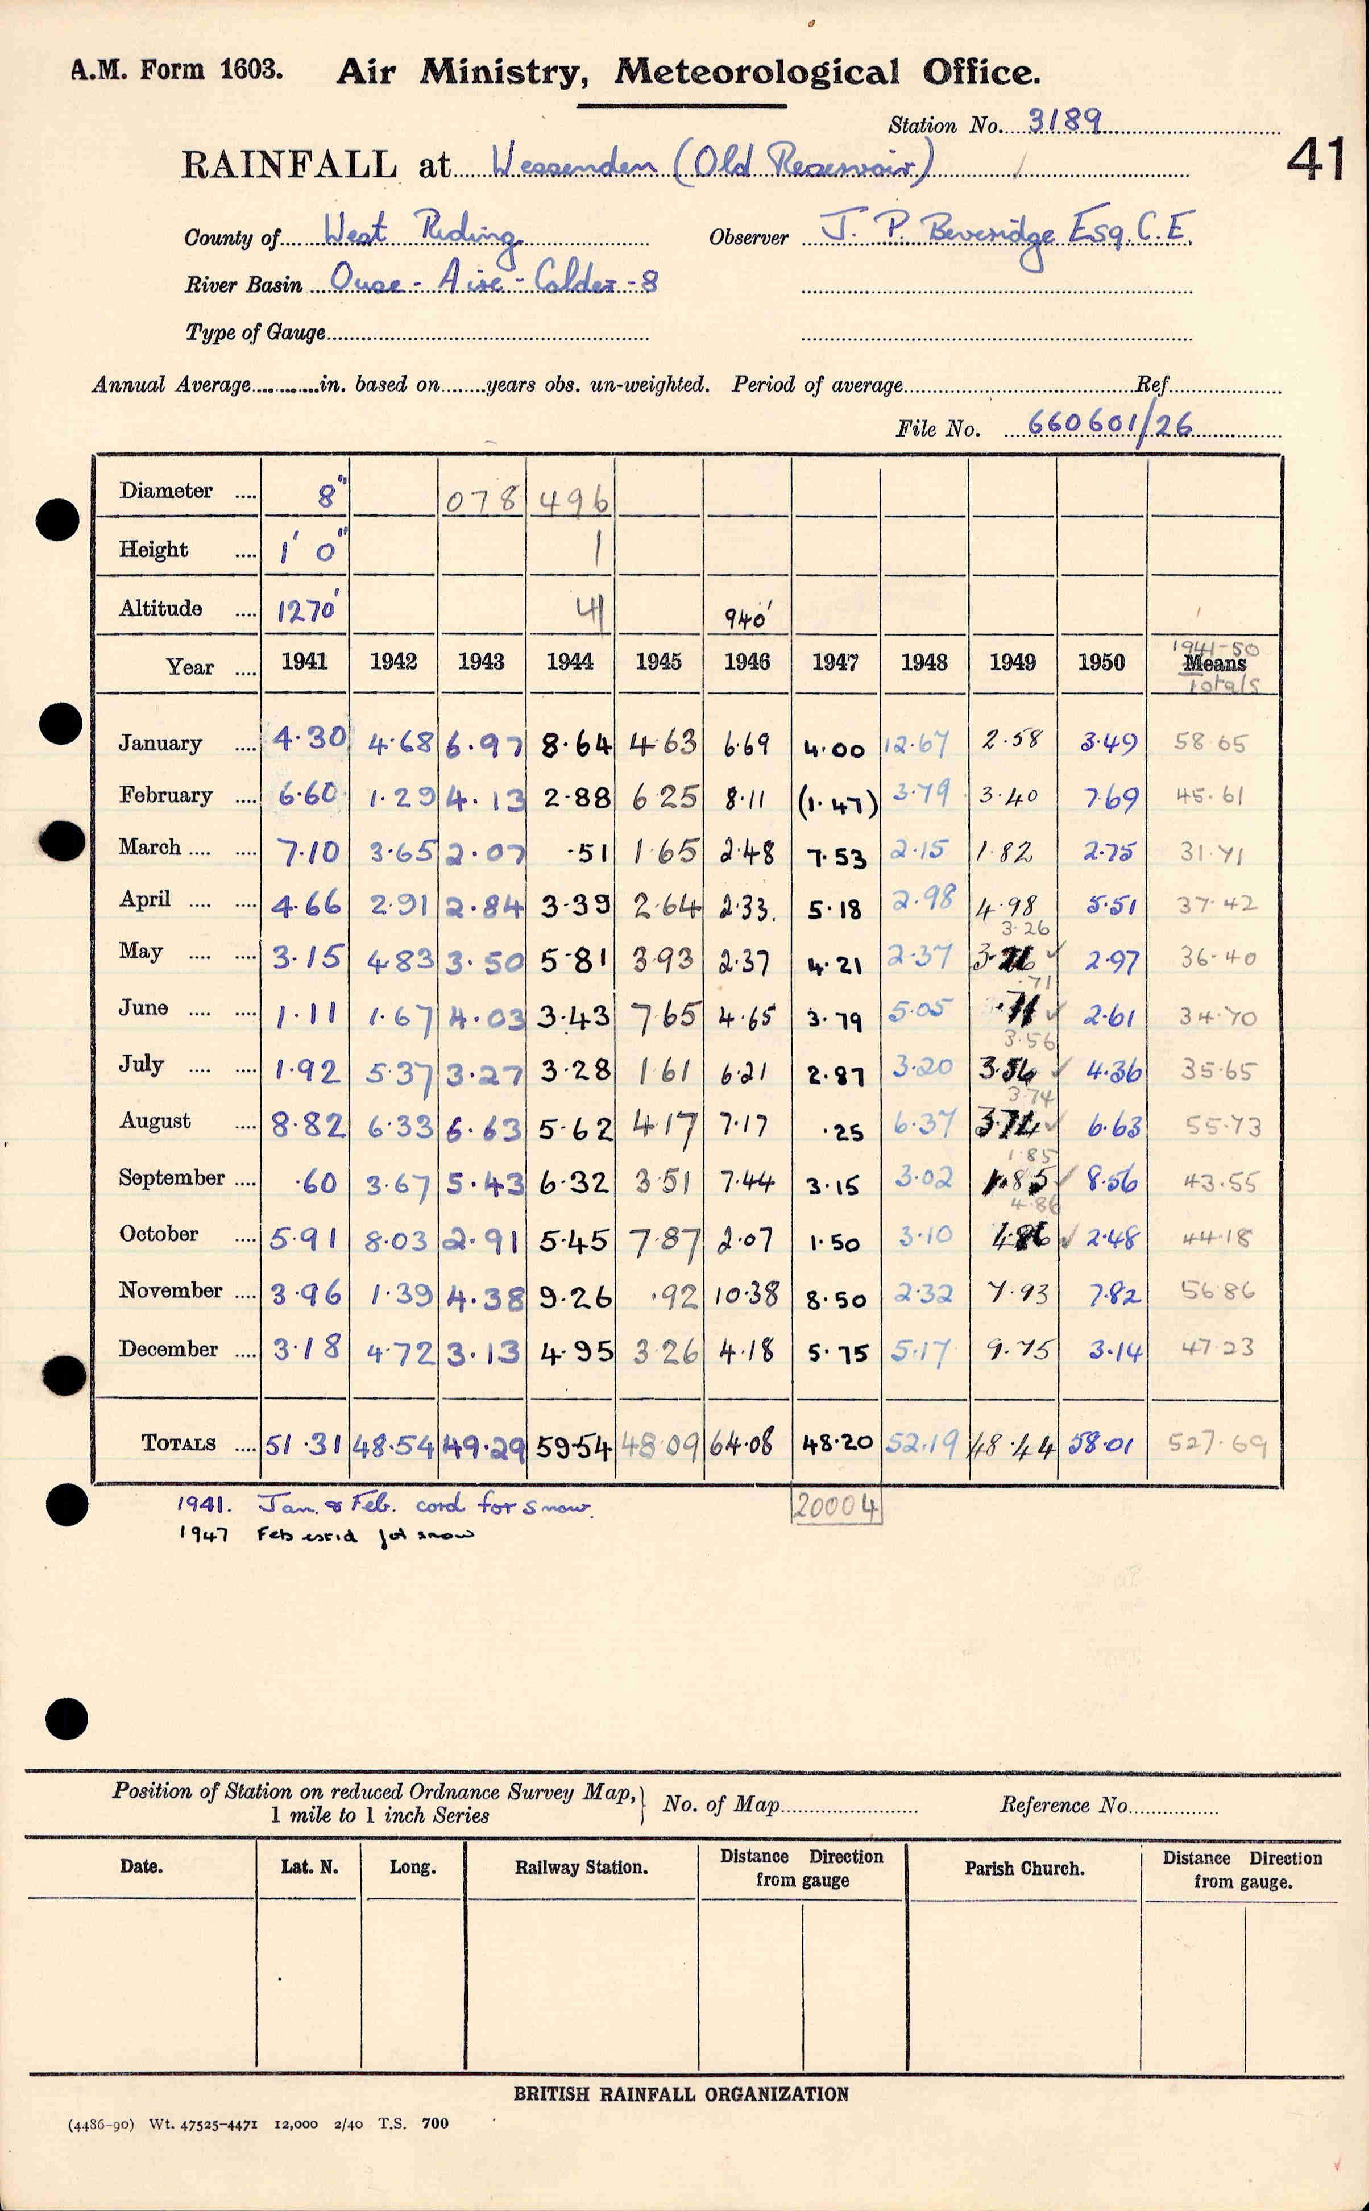 A.M. Form 1603. Air Ministry, Meteorological Office.
Station No. 3189
41
RAINFALL at Wessenden (Old Reservoir)
County of West Riding Observer J. P. Beveridge Esq. C.E.
River Basin Ouse - Aire - Calder - 8
Type of Gauge
Annual Average in. based on years obs. un-weighted. Period of average Ref
File No. 660601/26
Diameter .... 8" 078 496
Height .... 1' 0" 1
Altitude .... 1270' 41 940'
1941-50
Year .... 1941 1942 1943 1944 1945 1946 1947 1948 1949 1950 Means
Totals
January .... 4.30 4.68 6.97 8.64 4.63 6.69 4.00 12.67 2.58 3.49 58.65
February .... 6.60 1.29 4.13 2.88 6.25 8.11 (1.47) 3.79 3.40 7.69 45.61
March .... .... 7.10 3.65 2.07 .51 1.65 2.48 7.53 2.15 1.82 2.75 31.71
April .... .... 4.66 2.91 2.84 3.39 2.64 2.33. 5.18 2.98 4.98 5.51 37.42
3.26
May .... .... 3.15 4.83 3.50 5.81 3.93 2.37 4.21 2.37 3.26 ✓ 2.97 36.40
.71
June .... .... 1.11 1.67 4.03 3.43 7.65 4.65 3.79 5.05 .71 ✓ 2.61 34.70
3.56
July .... .... 1.92 5.37 3.27 3.28 1.61 6.21 2.87 3.20 3.56 ✓ 4.36 35.65
3.74
August .... 8.82 6.33 6.63 5.62 4.17 7.17 .25 6.37 3.74 ✓ 6.63 55.73
1.85
September .... .60 3.67 5.43 6.32 3.51 7.44 3.15 3.02 1.85 ✓ 8.56 43.55
4.86
October .... 5.91 8.03 2.91 5.45 7.87 2.07 1.50 3.10 4.86 ✓ 2.48 44.18
November .... 3.96 1.39 4.38 9.26 .92 10.38 8.50 2.32 7.93 7.82 56.86
December .... 3.18 4.72 3.13 4.95 3.26 4.18 5.75 5.17 9.75 3.14 47.23
TOTALS .... 51.31 48.54 49.29 59.54 48.09 64.08 48.20 52.19 48.44 58.01 527.69
1941. Jan. & Feb. cord for snow. 20004
1947 Feb estd for snow
Position of Station on reduced Ordnance Survey Map,
1 mile to 1 inch Series
No. of Map Reference No.
Date. Lat. N. Long. Railway Station. Distance Direction from gauge Parish Church. Distance Direction from gauge.
BRITISH RAINFALL ORGANIZATION
(4486-90) Wt. 47525-4471 12,000 2/40 T.S. 700